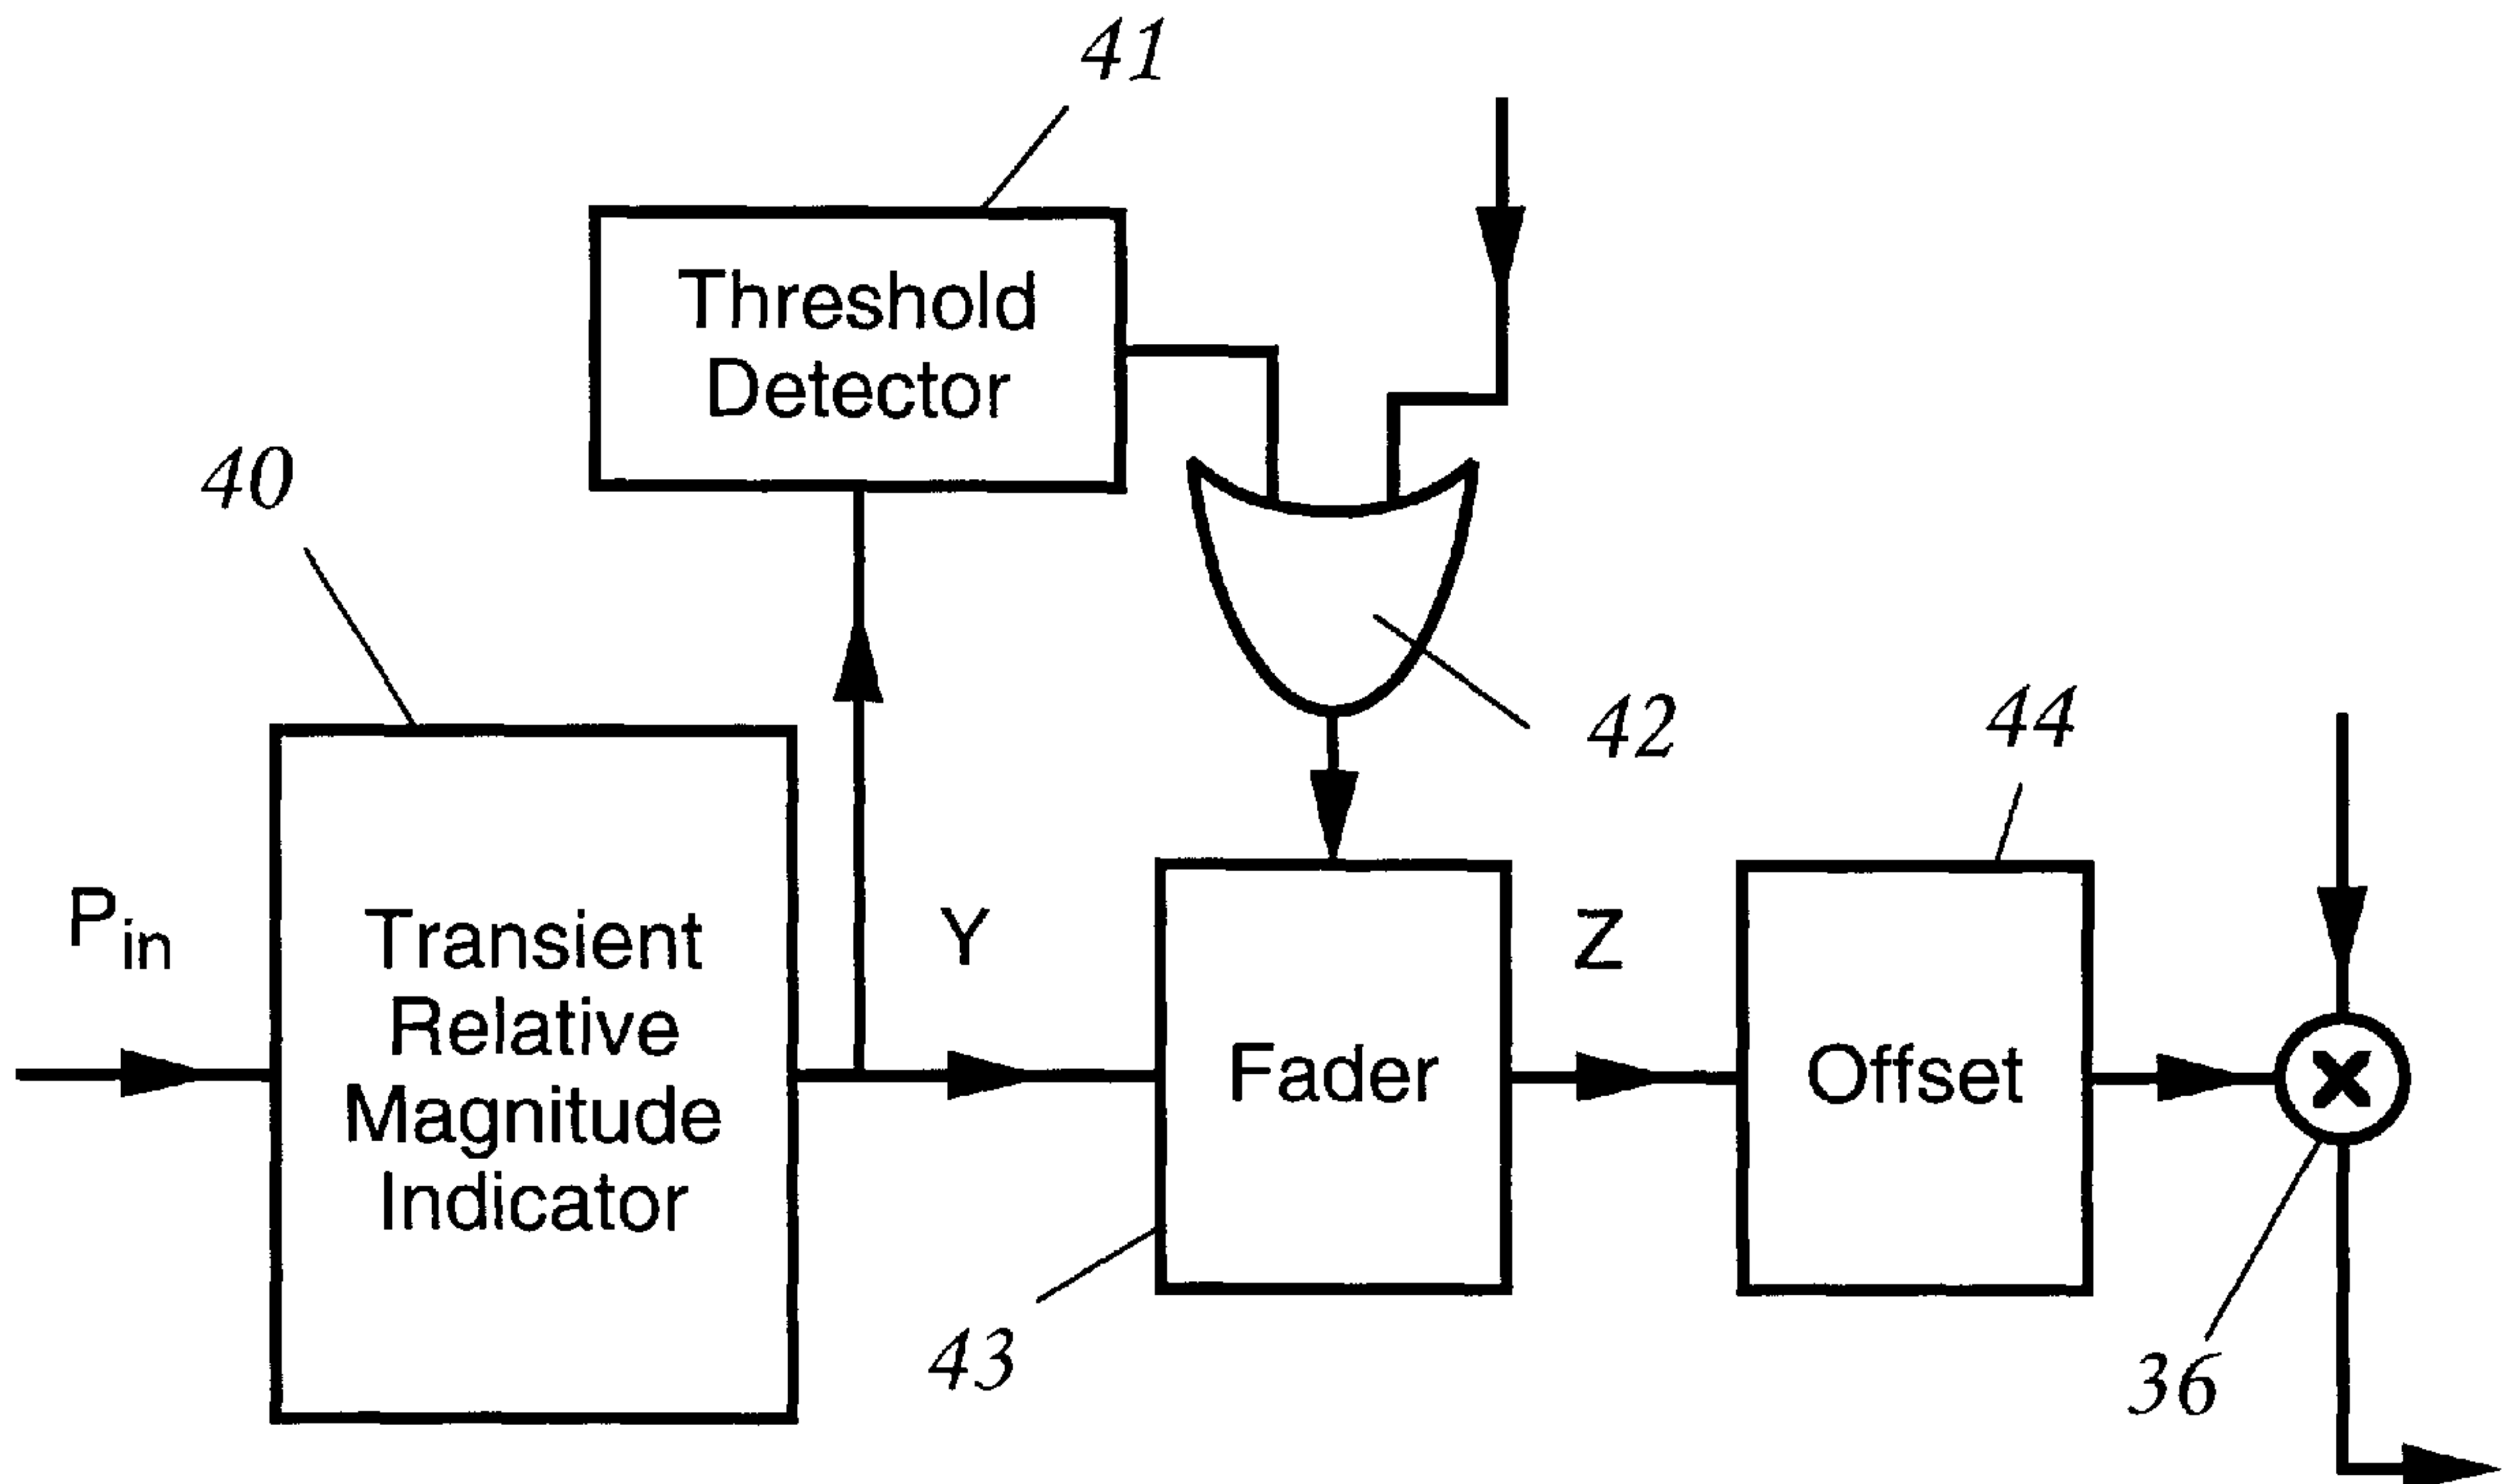 41
Threshold
Detector
40
42
44
Pin
Transient
Relative
Magnitude
Indicator
Y
Fader
Z
Offset
X
43
36